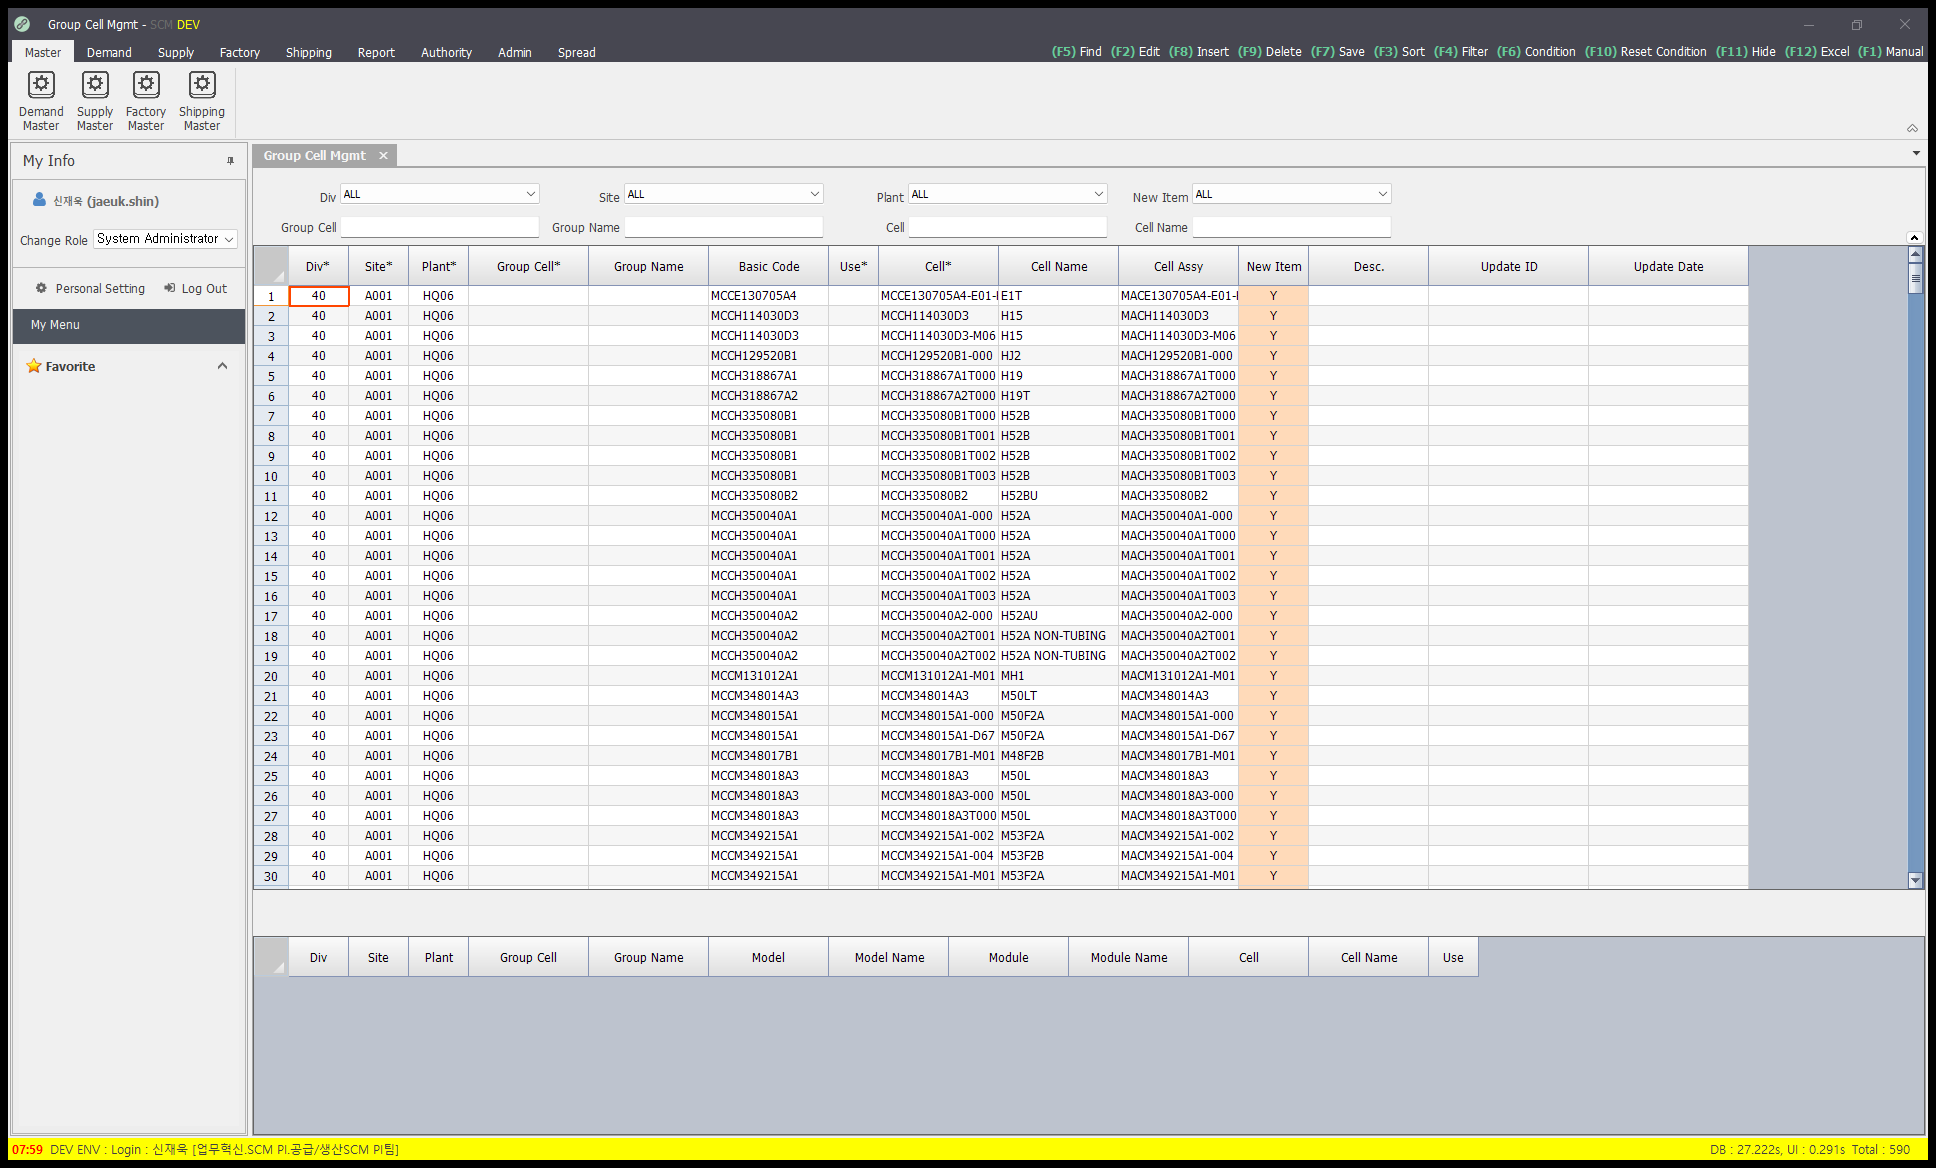 Group Cell Mgmt - SCM DEV
Master Demand Supply Factory Shipping Report Authority Admin Spread (F5) Find (F2) Edit (F8) Insert (F9) Delete (F7) Save (F3) Sort (F4) Filter (F6) Condition (F10) Reset Condition (F11) Hide (F12) Excel (F1) Manual
Demand Master Supply Master Factory Master Shipping Master
My Info
신재욱 (jaeuk.shin)
Change Role System Administrator
Personal Setting Log Out
My Menu
Favorite
Group Cell Mgmt
Div ALL Site ALL Plant ALL New Item ALL
Group Cell Group Name Cell Cell Name
Div* Site* Plant* Group Cell* Group Name Basic Code Use* Cell* Cell Name Cell Assy New Item Desc. Update ID Update Date
1 40 A001 HQ06 MCCE130705A4 MCCE130705A4-E01- E1T MACE130705A4-E01- Y
2 40 A001 HQ06 MCCH114030D3 MCCH114030D3 H15 MACH114030D3 Y
3 40 A001 HQ06 MCCH114030D3 MCCH114030D3-M06 H15 MACH114030D3-M06 Y
4 40 A001 HQ06 MCCH129520B1 MCCH129520B1-000 HJ2 MACH129520B1-000 Y
5 40 A001 HQ06 MCCH318867A1 MCCH318867A1T000 H19 MACH318867A1T000 Y
6 40 A001 HQ06 MCCH318867A2 MCCH318867A2T000 H19T MACH318867A2T000 Y
7 40 A001 HQ06 MCCH335080B1 MCCH335080B1T000 H52B MACH335080B1T000 Y
8 40 A001 HQ06 MCCH335080B1 MCCH335080B1T001 H52B MACH335080B1T001 Y
9 40 A001 HQ06 MCCH335080B1 MCCH335080B1T002 H52B MACH335080B1T002 Y
10 40 A001 HQ06 MCCH335080B1 MCCH335080B1T003 H52B MACH335080B1T003 Y
11 40 A001 HQ06 MCCH335080B2 MCCH335080B2 H52BU MACH335080B2 Y
12 40 A001 HQ06 MCCH350040A1 MCCH350040A1-000 H52A MACH350040A1-000 Y
13 40 A001 HQ06 MCCH350040A1 MCCH350040A1T000 H52A MACH350040A1T000 Y
14 40 A001 HQ06 MCCH350040A1 MCCH350040A1T001 H52A MACH350040A1T001 Y
15 40 A001 HQ06 MCCH350040A1 MCCH350040A1T002 H52A MACH350040A1T002 Y
16 40 A001 HQ06 MCCH350040A1 MCCH350040A1T003 H52A MACH350040A1T003 Y
17 40 A001 HQ06 MCCH350040A2 MCCH350040A2-000 H52AU MACH350040A2-000 Y
18 40 A001 HQ06 MCCH350040A2 MCCH350040A2T001 H52A NON-TUBING MACH350040A2T001 Y
19 40 A001 HQ06 MCCH350040A2 MCCH350040A2T002 H52A NON-TUBING MACH350040A2T002 Y
20 40 A001 HQ06 MCCM131012A1 MCCM131012A1-M01 MH1 MACM131012A1-M01 Y
21 40 A001 HQ06 MCCM348014A3 MCCM348014A3 M50LT MACM348014A3 Y
22 40 A001 HQ06 MCCM348015A1 MCCM348015A1-000 M50F2A MACM348015A1-000 Y
23 40 A001 HQ06 MCCM348015A1 MCCM348015A1-D67 M50F2A MACM348015A1-D67 Y
24 40 A001 HQ06 MCCM348017B1 MCCM348017B1-M01 M48F2B MACM348017B1-M01 Y
25 40 A001 HQ06 MCCM348018A3 MCCM348018A3 M50L MACM348018A3 Y
26 40 A001 HQ06 MCCM348018A3 MCCM348018A3-000 M50L MACM348018A3-000 Y
27 40 A001 HQ06 MCCM348018A3 MCCM348018A3T000 M50L MACM348018A3T000 Y
28 40 A001 HQ06 MCCM349215A1 MCCM349215A1-002 M53F2A MACM349215A1-002 Y
29 40 A001 HQ06 MCCM349215A1 MCCM349215A1-004 M53F2B MACM349215A1-004 Y
30 40 A001 HQ06 MCCM349215A1 MCCM349215A1-M01 M53F2A MACM349215A1-M01 Y
Div Site Plant Group Cell Group Name Model Model Name Module Module Name Cell Cell Name Use
07:59 DEV ENV : Login : 신재욱 [업무혁신.SCM PI.공급/생산SCM PI팀] DB : 27.222s, UI : 0.291s Total : 590